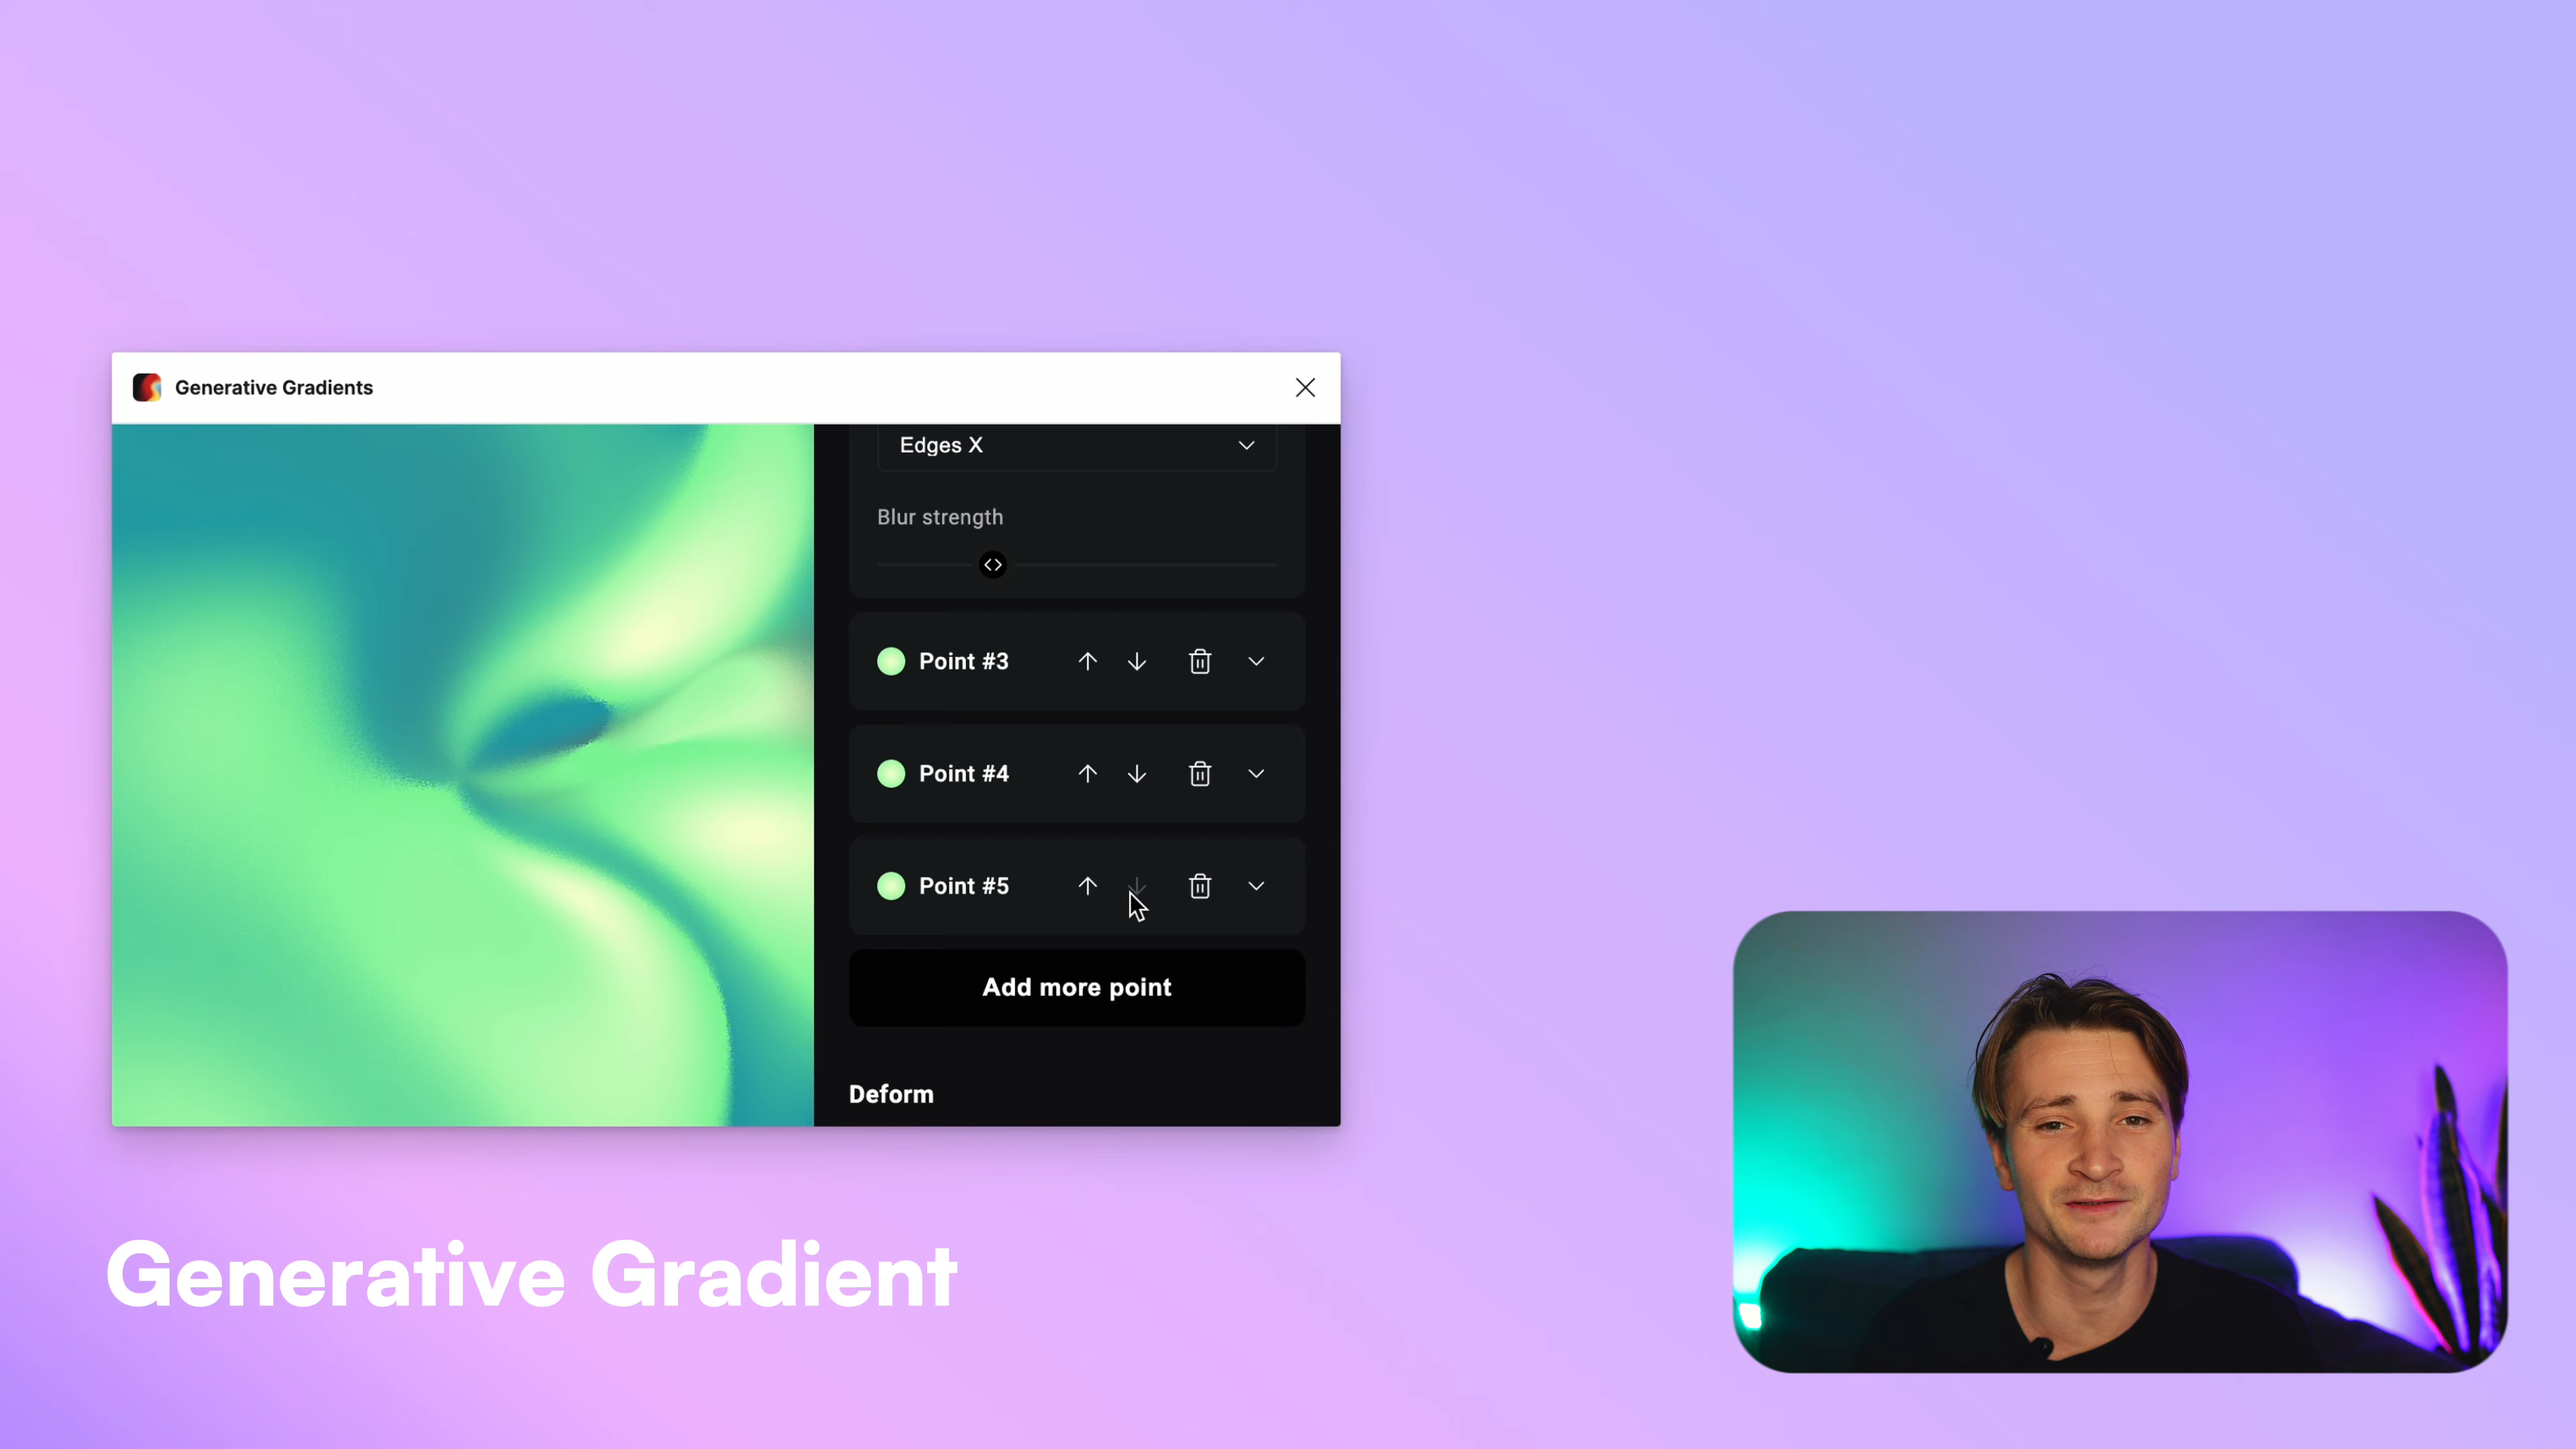 Generative Gradients
Edges X
Blur strength
Point #3
Point #4
Point #5
Add more point
Deform
Generative Gradient